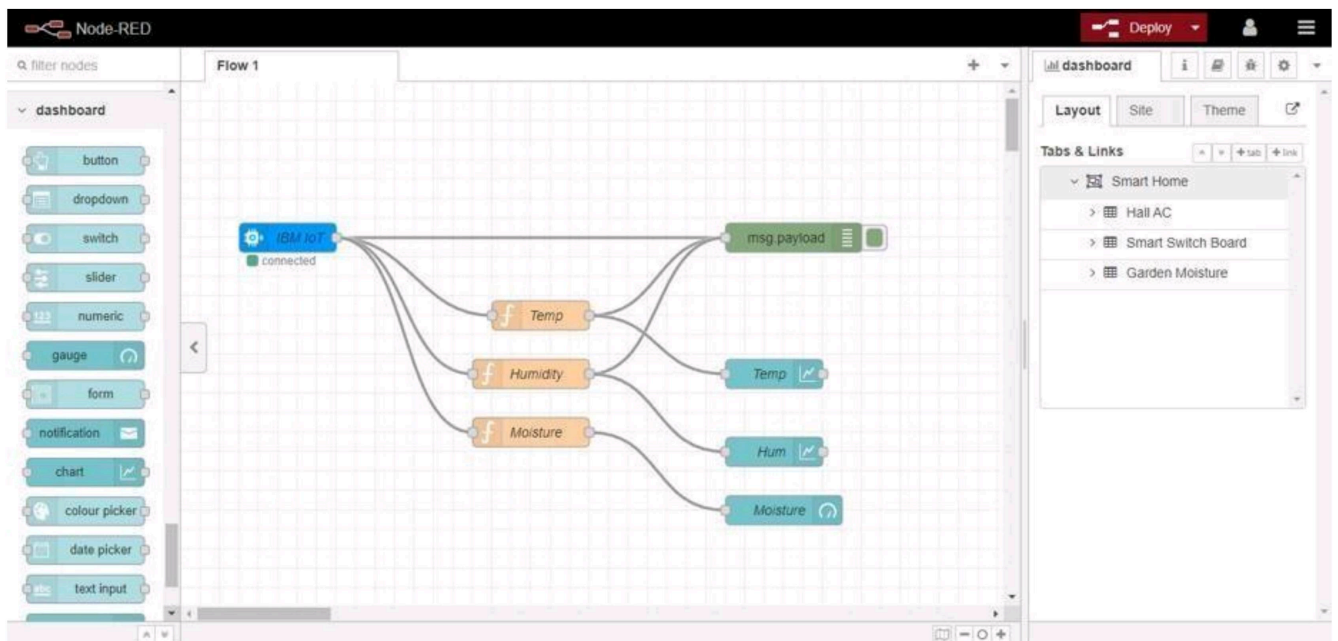 Node-RED
Deploy
filter nodes
Flow 1
dashboard
i
dashboard
Layout
Site
Theme
button
Tabs & Links
+ tab
+ link
Smart Home
dropdown
Hall AC
switch
IBM IoT
msg.payload
Smart Switch Board
connected
Garden Moisture
slider
123
numeric
Temp
gauge
Humidity
Temp
form
notification
Moisture
Hum
chart
colour picker
Moisture
date picker
abc
text input